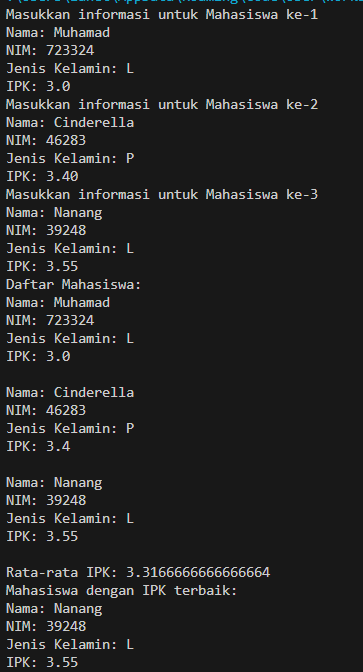 Masukkan informasi untuk Mahasiswa ke-1
Nama: Muhamad
NIM: 723324
Jenis Kelamin: L
IPK: 3.0
Masukkan informasi untuk Mahasiswa ke-2
Nama: Cinderella
NIM: 46283
Jenis Kelamin: P
IPK: 3.40
Masukkan informasi untuk Mahasiswa ke-3
Nama: Nanang
NIM: 39248
Jenis Kelamin: L
IPK: 3.55
Daftar Mahasiswa:
Nama: Muhamad
NIM: 723324
Jenis Kelamin: L
IPK: 3.0
Nama: Cinderella
NIM: 46283
Jenis Kelamin: P
IPK: 3.4
Nama: Nanang
NIM: 39248
Jenis Kelamin: L
IPK: 3.55
Rata-rata IPK: 3.3166666666666664
Mahasiswa dengan IPK terbaik:
Nama: Nanang
NIM: 39248
Jenis Kelamin: L
IPK: 3.55